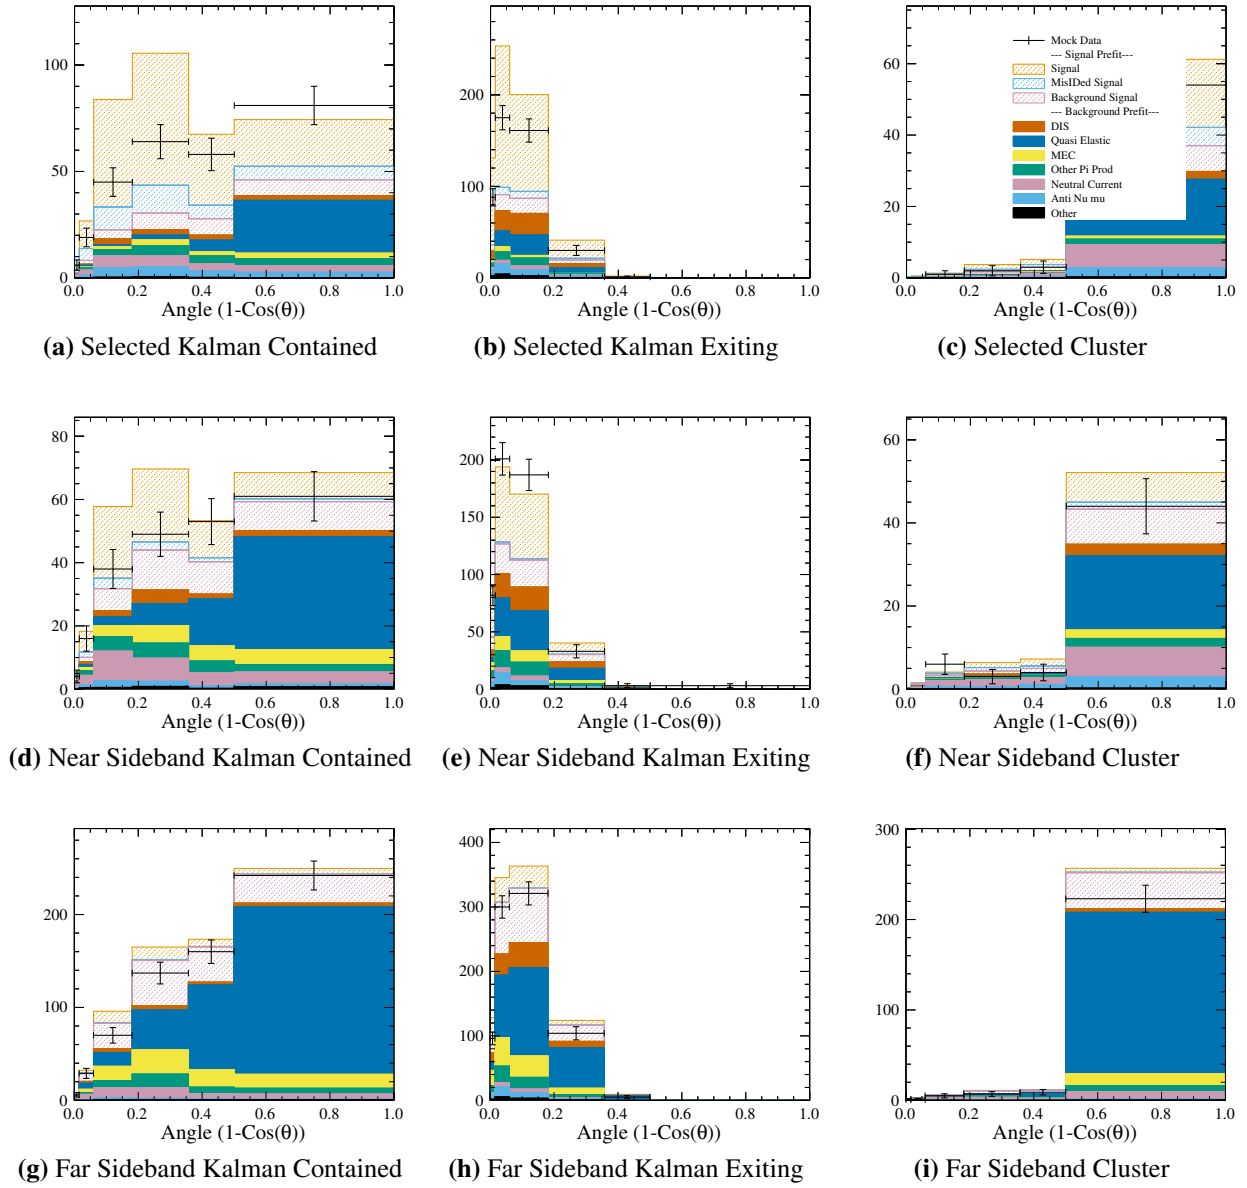 100
50
0
0.0 0.2 0.4 0.6 0.8 1.0
Angle (1-Cos(θ))
(a) Selected Kalman Contained
200
100
0
0.0 0.2 0.4 0.6 0.8 1.0
Angle (1-Cos(θ))
(b) Selected Kalman Exiting
60
40
20
0
Mock Data
--- Signal Prefit---
Signal
MisIDed Signal
Background Signal
--- Background Prefit---
DIS
Quasi Elastic
MEC
Other Pi Prod
Neutral Current
Anti Nu mu
Other
0.0 0.2 0.4 0.6 0.8 1.0
Angle (1-Cos(θ))
(c) Selected Cluster
80
60
40
20
0
0.0 0.2 0.4 0.6 0.8 1.0
Angle (1-Cos(θ))
(d) Near Sideband Kalman Contained
200
150
100
50
0
0.0 0.2 0.4 0.6 0.8 1.0
Angle (1-Cos(θ))
(e) Near Sideband Kalman Exiting
60
40
20
0
0.0 0.2 0.4 0.6 0.8 1.0
Angle (1-Cos(θ))
(f) Near Sideband Cluster
200
100
0
0.0 0.2 0.4 0.6 0.8 1.0
Angle (1-Cos(θ))
(g) Far Sideband Kalman Contained
400
300
200
100
0
0.0 0.2 0.4 0.6 0.8 1.0
Angle (1-Cos(θ))
(h) Far Sideband Kalman Exiting
300
200
100
0
0.0 0.2 0.4 0.6 0.8 1.0
Angle (1-Cos(θ))
(i) Far Sideband Cluster